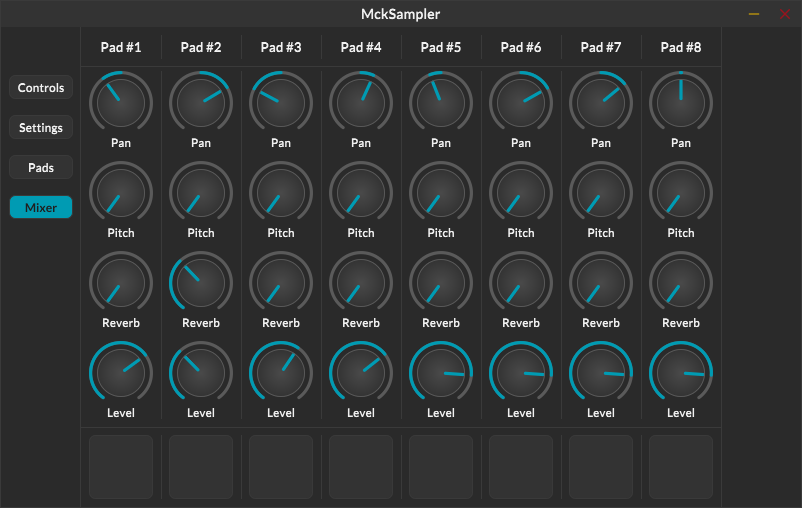 MckSampler
Pad #1 Pad #2 Pad #3 Pad #4 Pad #5 Pad #6 Pad #7 Pad #8
Controls
Settings
Pads
Mixer
Pan Pan Pan Pan Pan Pan Pan Pan
Pitch Pitch Pitch Pitch Pitch Pitch Pitch Pitch
Reverb Reverb Reverb Reverb Reverb Reverb Reverb Reverb
Level Level Level Level Level Level Level Level